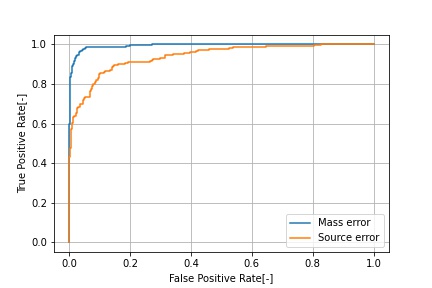 True Positive Rate[-]
1.0
0.8
0.6
0.4
0.2
0.0
0.0 0.2 0.4 0.6 0.8 1.0
False Positive Rate[-]
Mass error
Source error